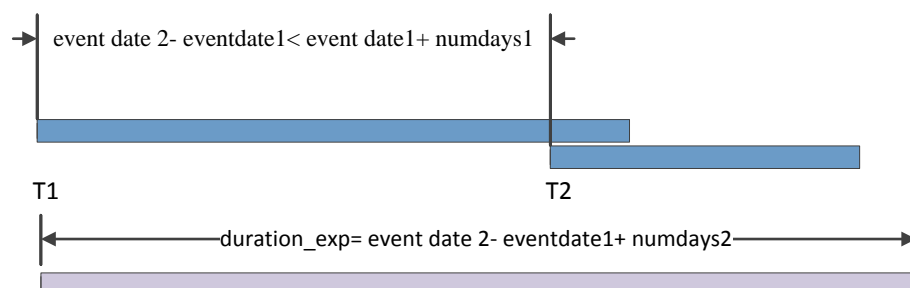 event date 2- eventdate1< event date1+ numdays1
T1 T2
duration_exp= event date 2- eventdate1+ numdays2